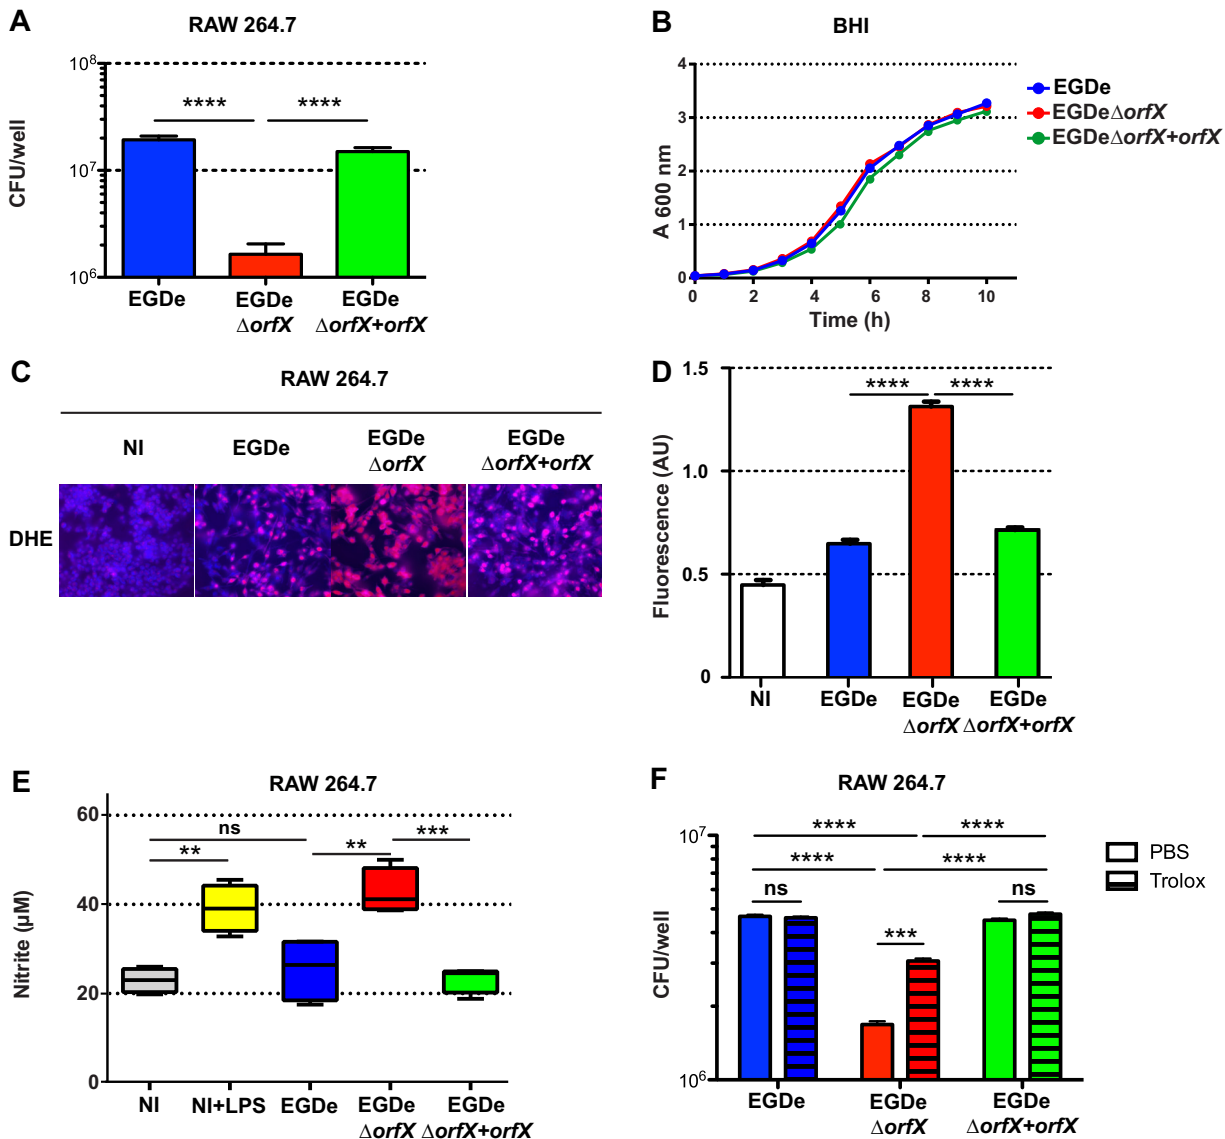 A
RAW 264.7
CFU/well
10⁸
10⁷
10⁶
****
****
EGDe
EGDe
ΔorfX
EGDe
ΔorfX+orfX
B
BHI
A 600 nm
4
3
2
1
0
0 2 4 6 8 10
Time (h)
EGDe
EGDeΔorfX
EGDeΔorfX+orfX
C
RAW 264.7
NI
EGDe
EGDe
ΔorfX
EGDe
ΔorfX+orfX
DHE
D
Fluorescence (AU)
1.5
1.0
0.5
0
****
****
NI
EGDe
EGDe
ΔorfX
EGDe
ΔorfX+orfX
E
RAW 264.7
Nitrite (µM)
60
40
20
0
ns
**
**
***
NI
NI+LPS
EGDe
EGDe
ΔorfX
EGDe
ΔorfX+orfX
F
RAW 264.7
CFU/well
10⁷
10⁶
****
****
****
****
ns
***
ns
EGDe
EGDe
ΔorfX
EGDe
ΔorfX+orfX
PBS
Trolox